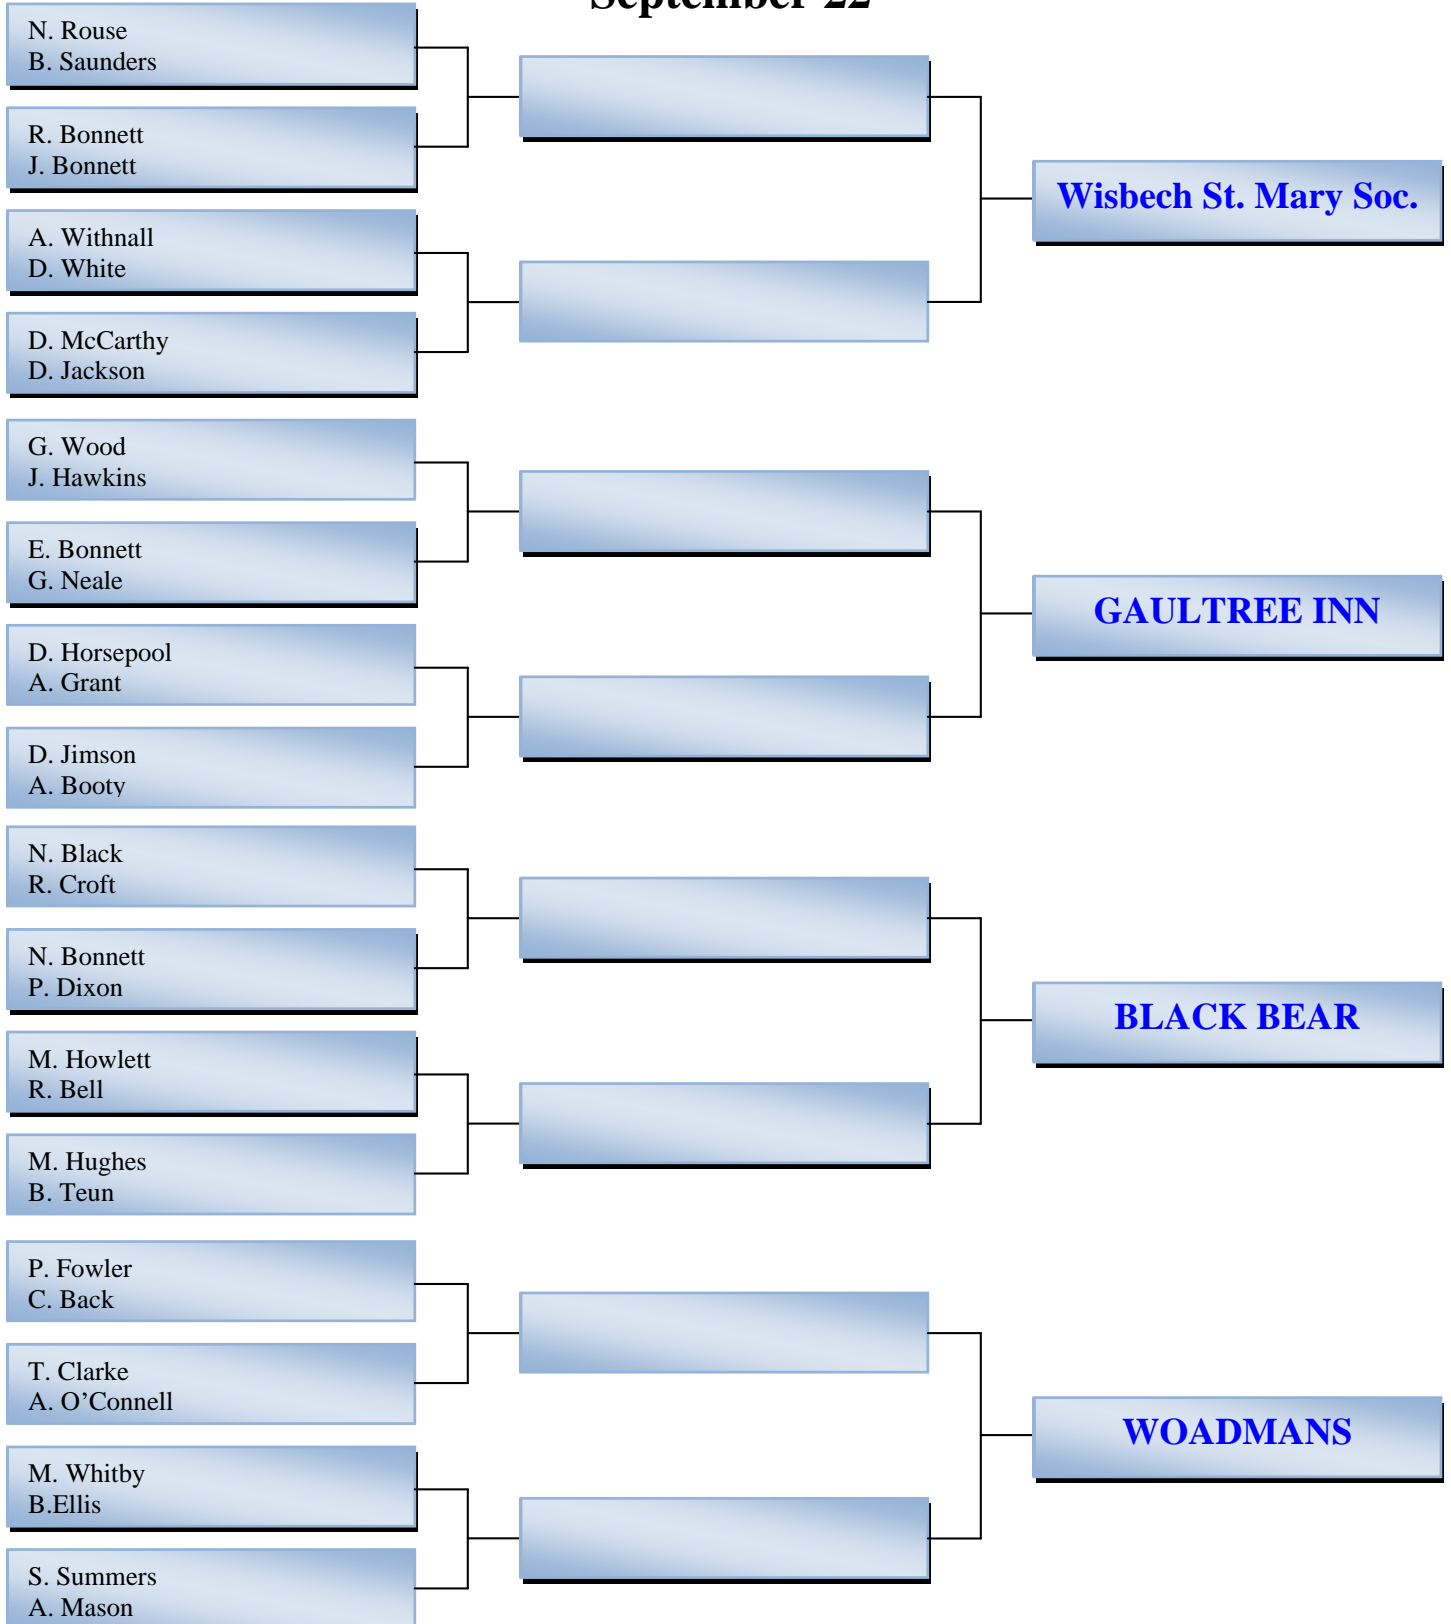 September 22
N. Rouse
B. Saunders
R. Bonnett
J. Bonnett
Wisbech St. Mary Soc.
A. Withnall
D. White
D. McCarthy
D. Jackson
G. Wood
J. Hawkins
E. Bonnett
G. Neale
GAULTREE INN
D. Horsepool
A. Grant
D. Jimson
A. Booty
N. Black
R. Croft
N. Bonnett
P. Dixon
BLACK BEAR
M. Howlett
R. Bell
M. Hughes
B. Teun
P. Fowler
C. Back
T. Clarke
A. O’Connell
WOADMANS
M. Whitby
B.Ellis
S. Summers
A. Mason